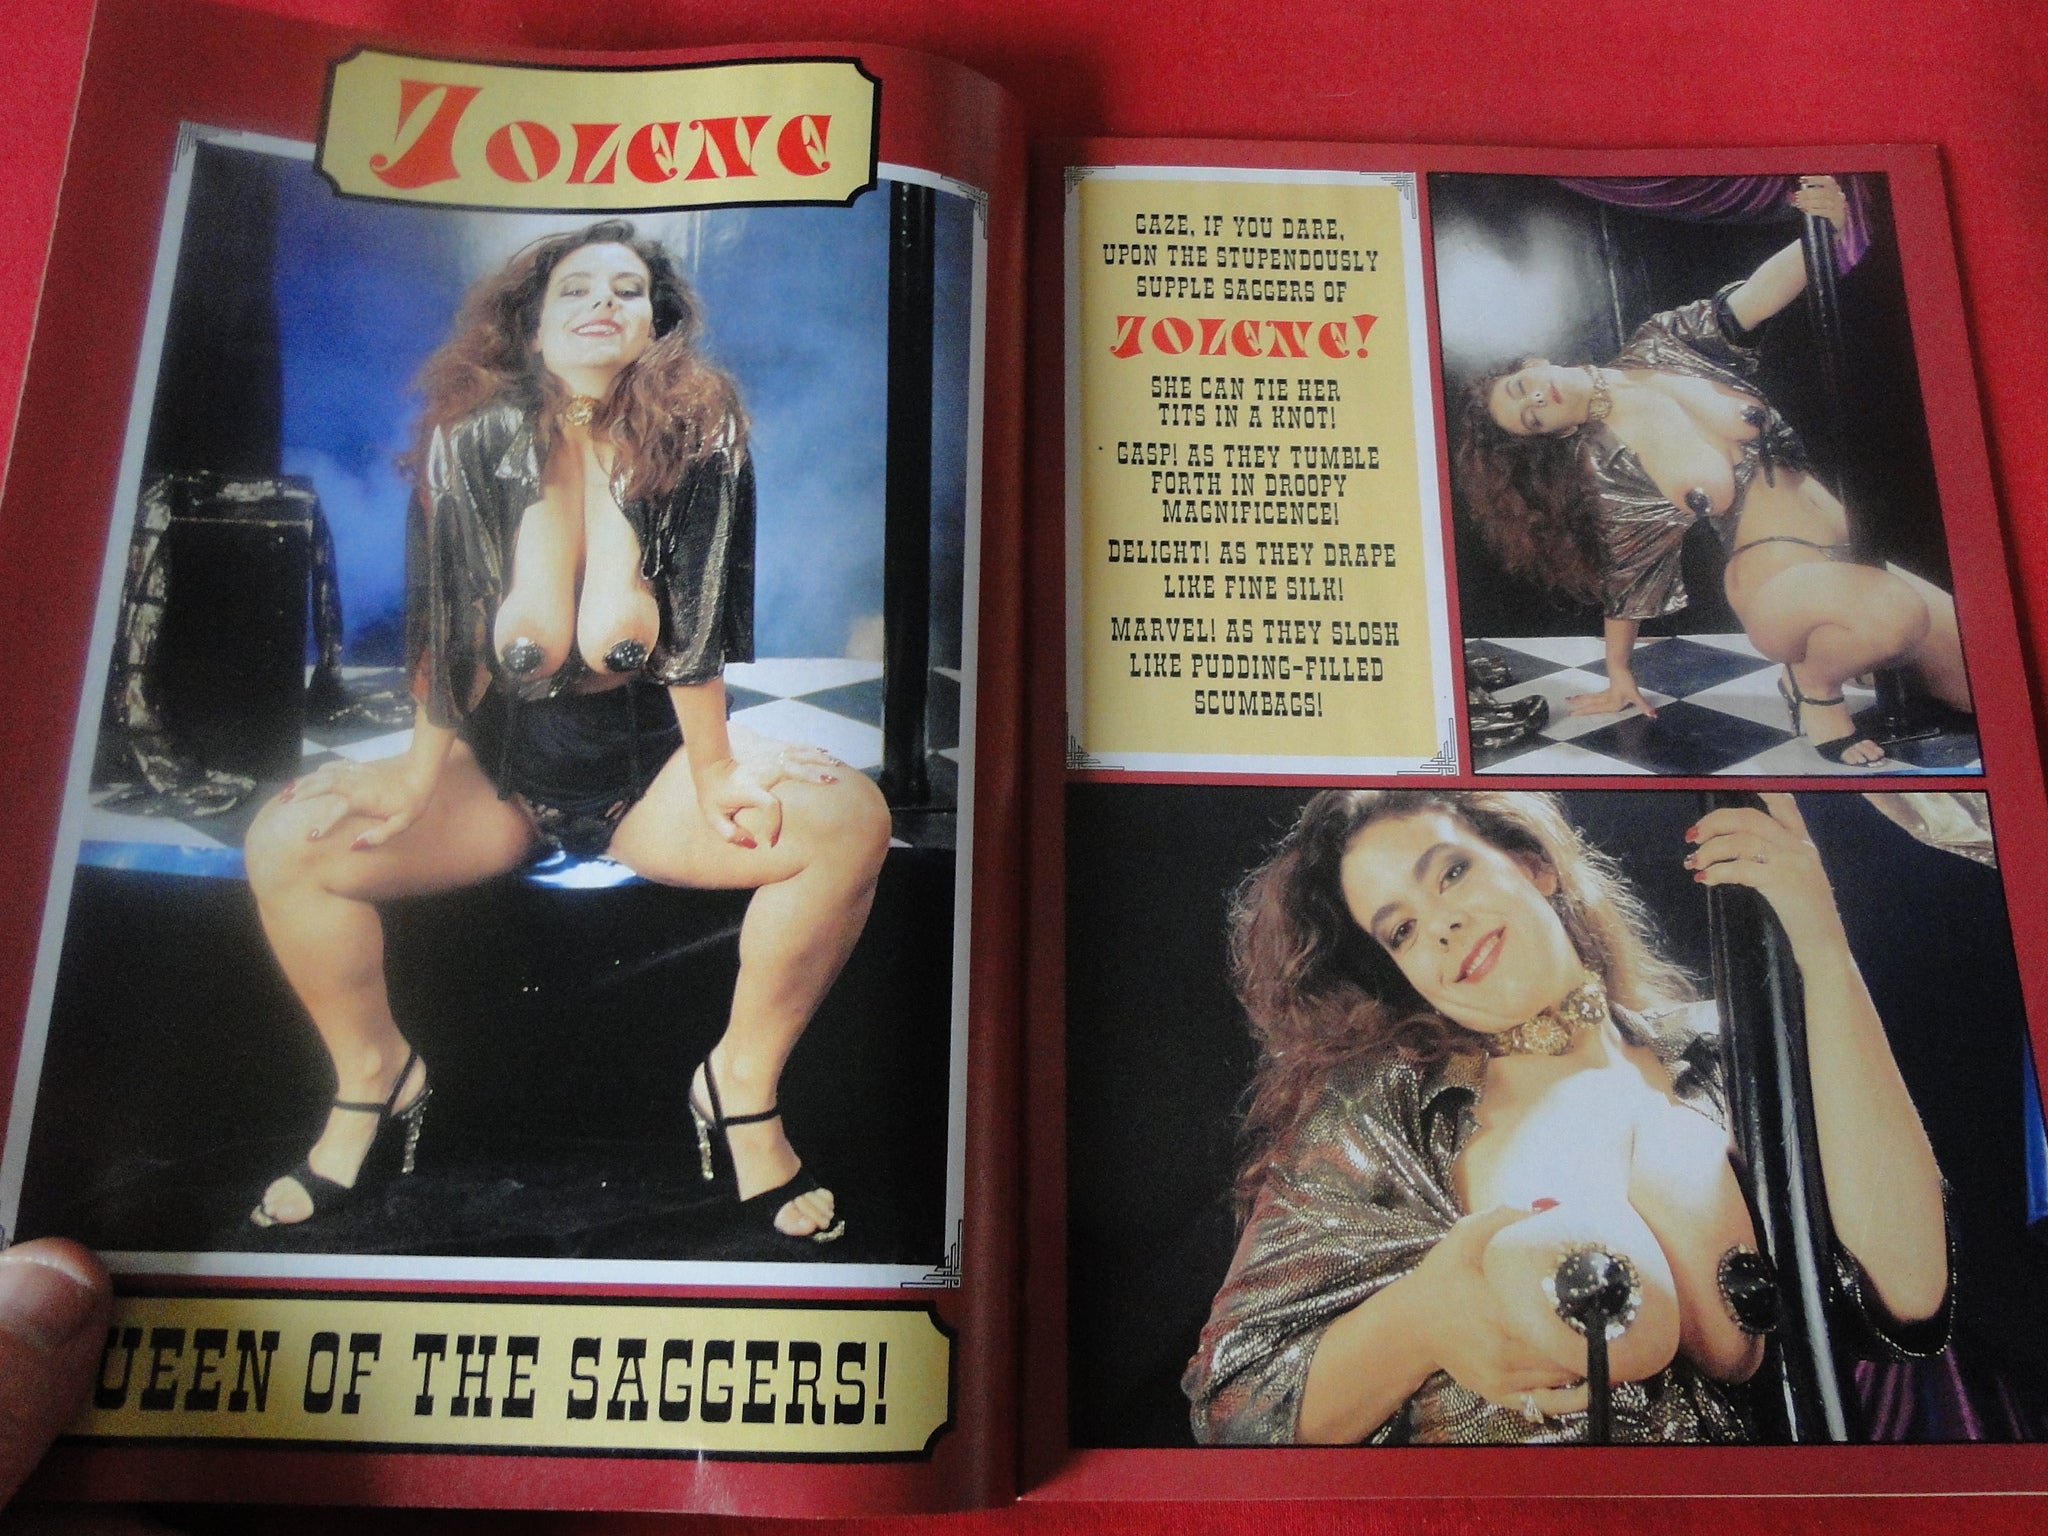 JOLENE
UEEN OF THE SAGGERS!
GAZE, IF YOU DARE,
UPON THE STUPENDOUSLY
SUPPLE SAGGERS OF
JOLENE!
SHE CAN TIE HER
TITS IN A KNOT!
GASP! AS THEY TUMBLE
FORTH IN DROOPY
MAGNIFICENCE!
DELIGHT! AS THEY DRAPE
LIKE FINE SILK!
MARVEL! AS THEY SLOSH
LIKE PUDDING-FILLED
SCUMBAGS!